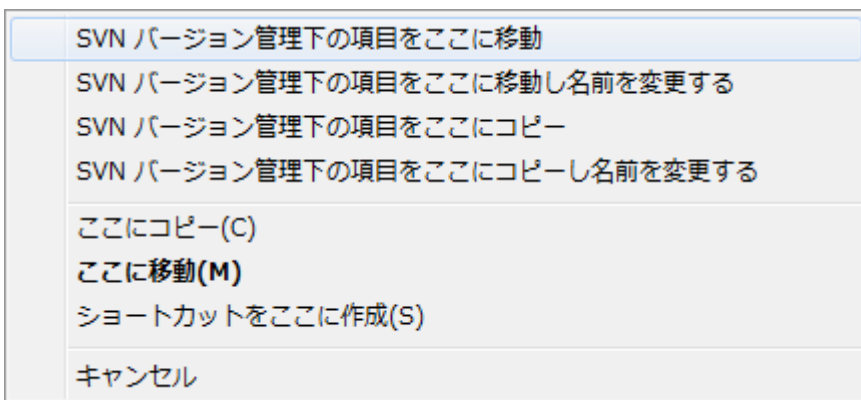 SVN バージョン管理下の項目をここに移動
SVN バージョン管理下の項目をここに移動し名前を変更する
SVN バージョン管理下の項目をここにコピー
SVN バージョン管理下の項目をここにコピーし名前を変更する
ここにコピー(C)
ここに移動(M)
ショートカットをここに作成(S)
キャンセル